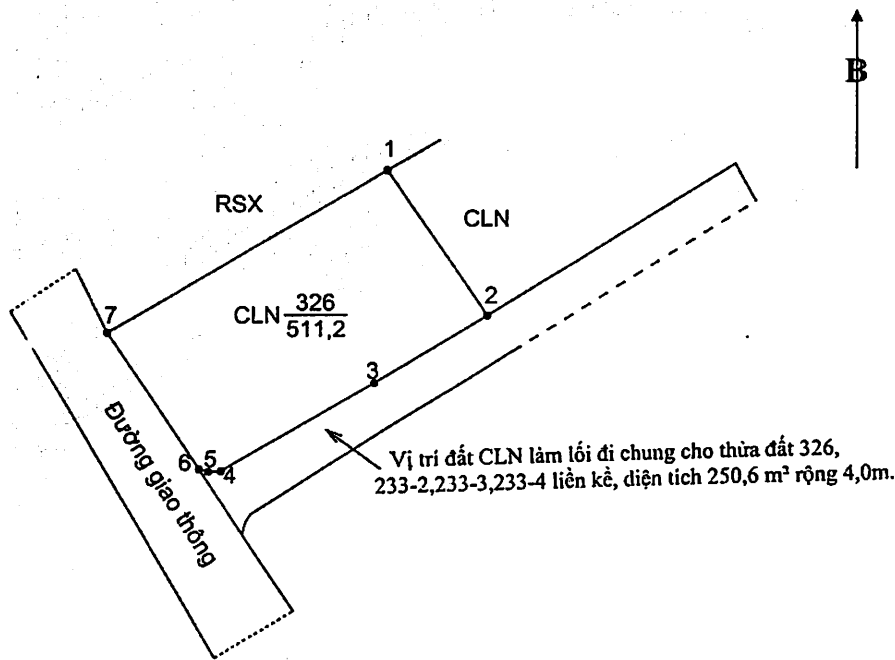 B
1
RSX
CLN
7
2
CLN 326
511,2
3
Đường giao thông
6 5 4
Vị trí đất CLN làm lối đi chung cho thửa đất 326,
233-2,233-3,233-4 liền kề, diện tích 250,6 m² rộng 4,0m.